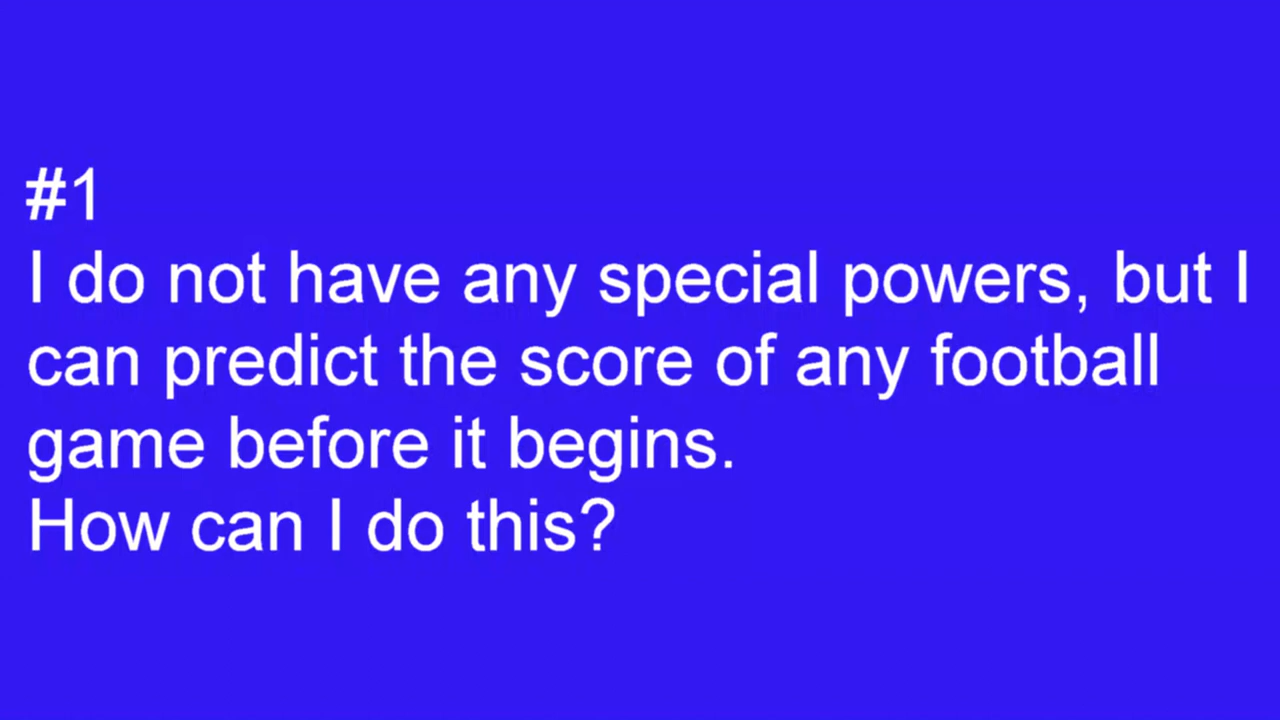 #1
I do not have any special powers, but I
can predict the score of any football
game before it begins.
How can I do this?